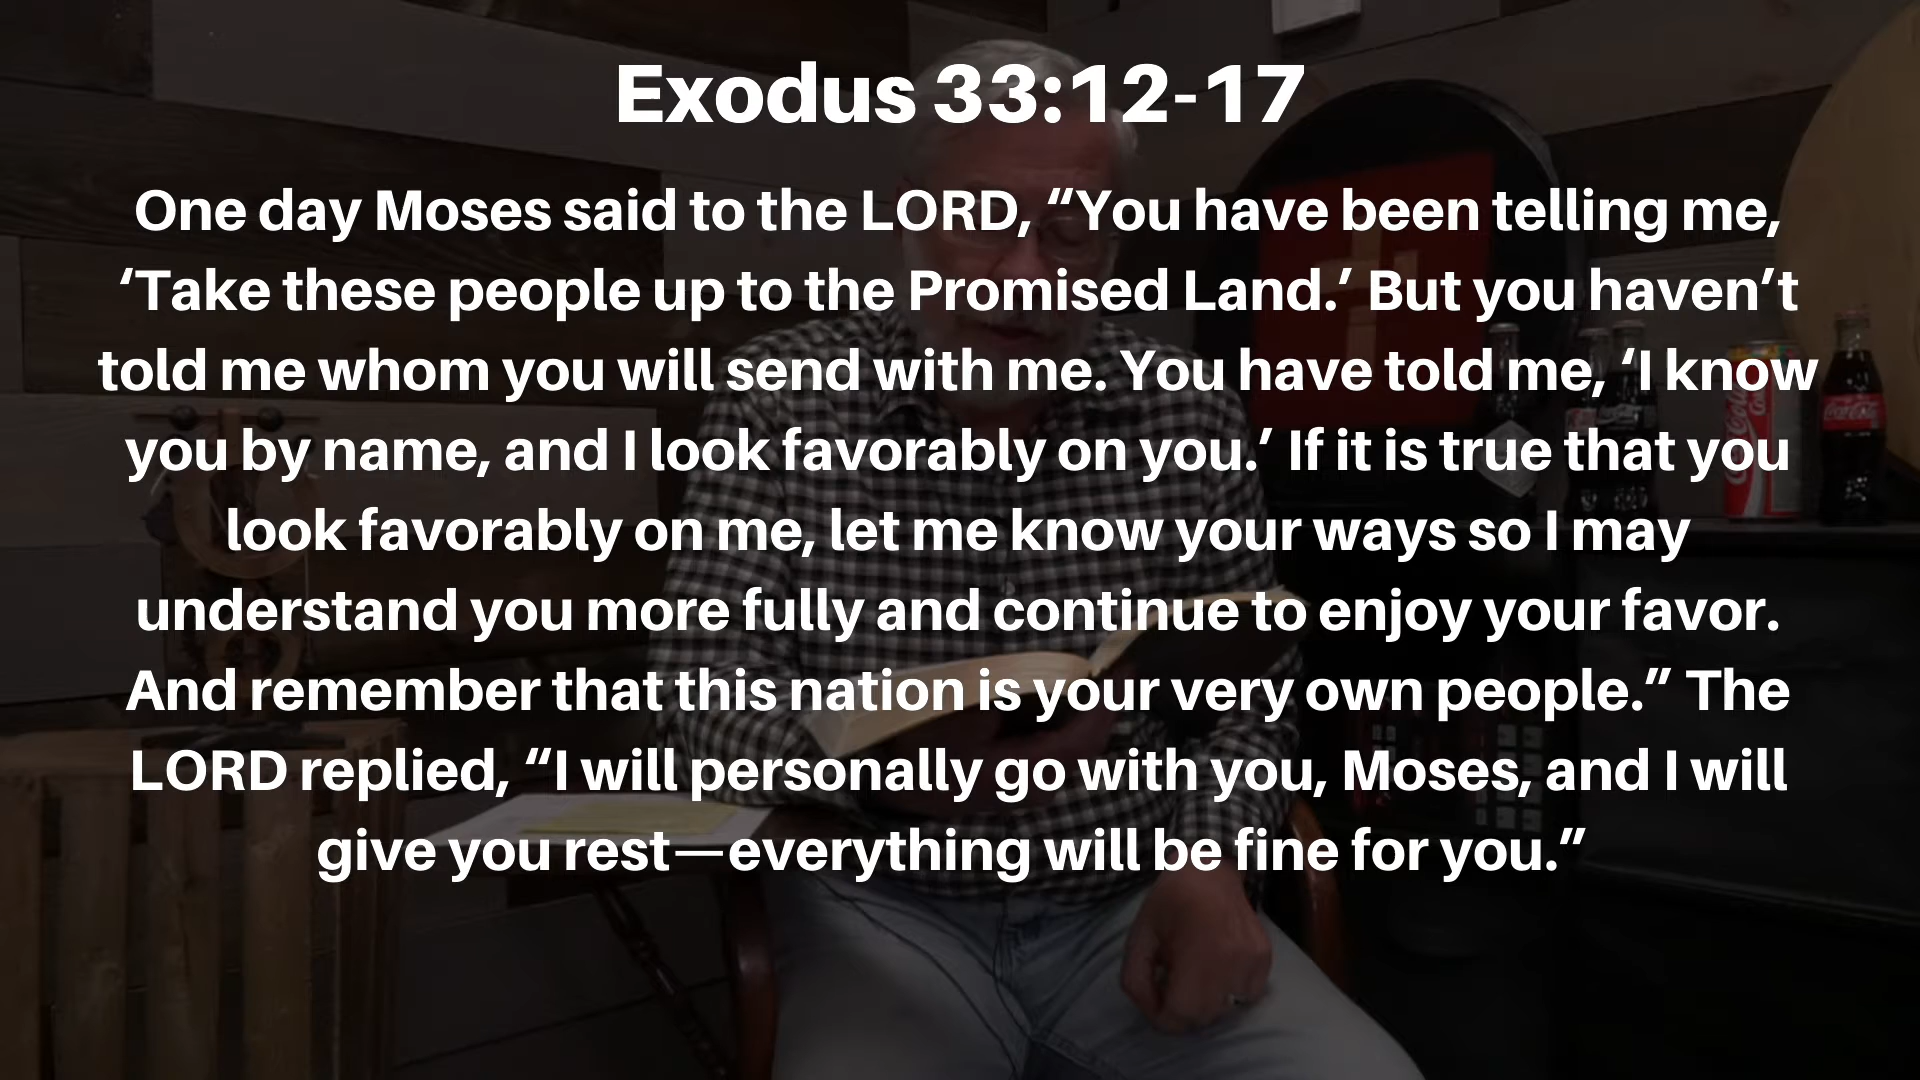 Exodus 33:12-17
One day Moses said to the LORD, “You have been telling me,
‘Take these people up to the Promised Land.’ But you haven’t
told me whom you will send with me. You have told me, ‘I know
you by name, and I look favorably on you.’ If it is true that you
look favorably on me, let me know your ways so I may
understand you more fully and continue to enjoy your favor.
And remember that this nation is your very own people.” The
LORD replied, “I will personally go with you, Moses, and I will
give you rest—everything will be fine for you.”
Coca-Cola
Coca-Cola